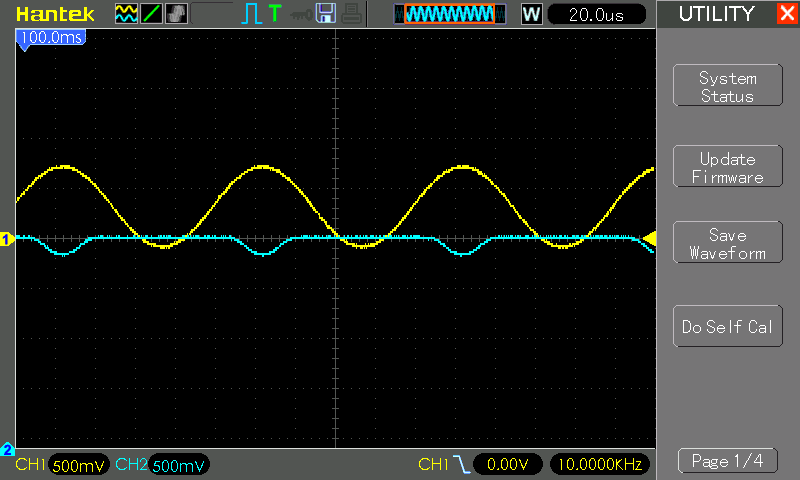 Hantek
T
W
20.0us
UTILITY
100.0ms
System
Status
Update
Firmware
1
Save
Waveform
Do Self Cal
2
CH1 500mV CH2 500mV CH1 0.00V 10.0000KHz
Page 1/4